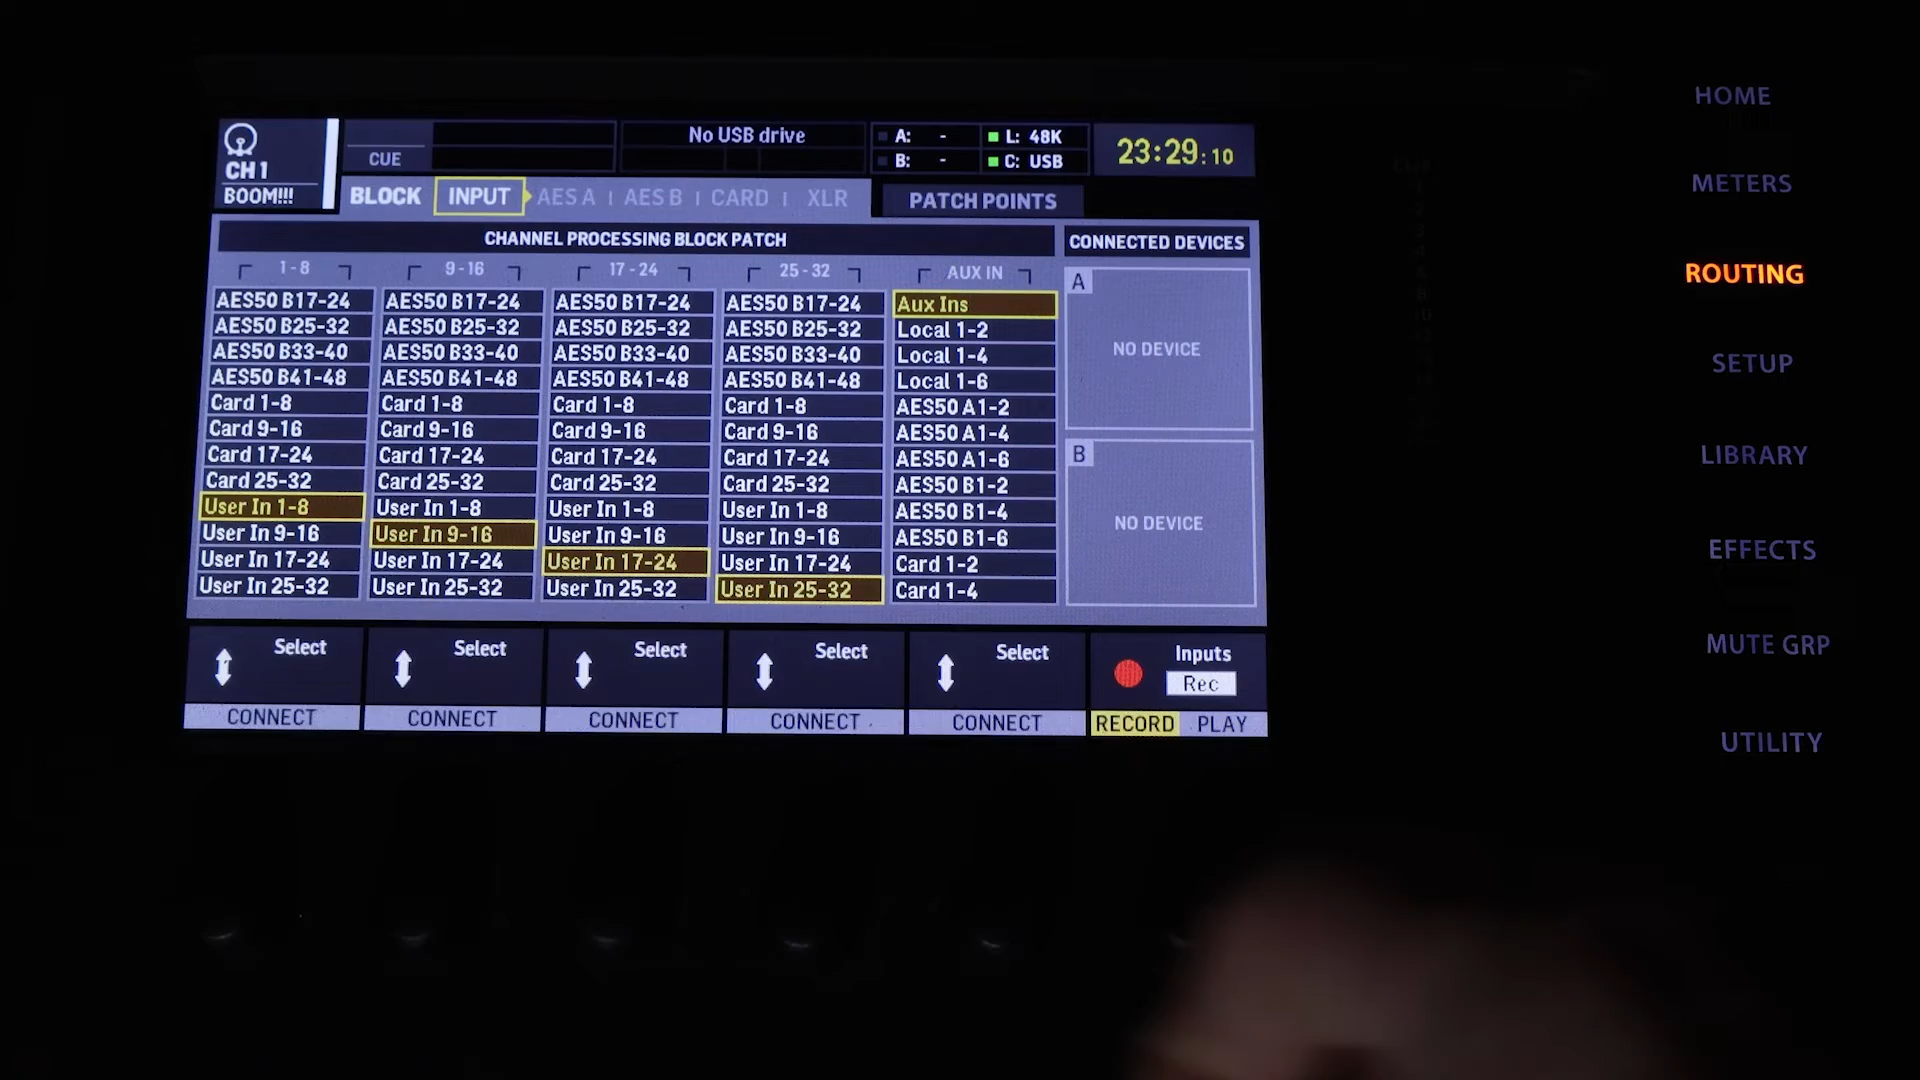 CH 1
BOOM!!!
CUE
No USB drive
A: -
B: -
L: 48K
C: USB
23:29:10
BLOCK INPUT AES A | AES B | CARD | XLR
PATCH POINTS
CHANNEL PROCESSING BLOCK PATCH
CONNECTED DEVICES
1-8
AES50 B17-24
AES50 B25-32
AES50 B33-40
AES50 B41-48
Card 1-8
Card 9-16
Card 17-24
Card 25-32
User In 1-8
User In 9-16
User In 17-24
User In 25-32
9-16
AES50 B17-24
AES50 B25-32
AES50 B33-40
AES50 B41-48
Card 1-8
Card 9-16
Card 17-24
Card 25-32
User In 1-8
User In 9-16
User In 17-24
User In 25-32
17-24
AES50 B17-24
AES50 B25-32
AES50 B33-40
AES50 B41-48
Card 1-8
Card 9-16
Card 17-24
Card 25-32
User In 1-8
User In 9-16
User In 17-24
User In 25-32
25-32
AES50 B17-24
AES50 B25-32
AES50 B33-40
AES50 B41-48
Card 1-8
Card 9-16
Card 17-24
Card 25-32
User In 1-8
User In 9-16
User In 17-24
User In 25-32
AUX IN
Aux Ins
Local 1-2
Local 1-4
Local 1-6
AES50 A1-2
AES50 A1-4
AES50 A1-6
AES50 B1-2
AES50 B1-4
AES50 B1-6
Card 1-2
Card 1-4
A
NO DEVICE
B
NO DEVICE
Select
CONNECT
Select
CONNECT
Select
CONNECT
Select
CONNECT
Select
CONNECT
Inputs
Rec
RECORD PLAY
HOME
METERS
ROUTING
SETUP
LIBRARY
EFFECTS
MUTE GRP
UTILITY